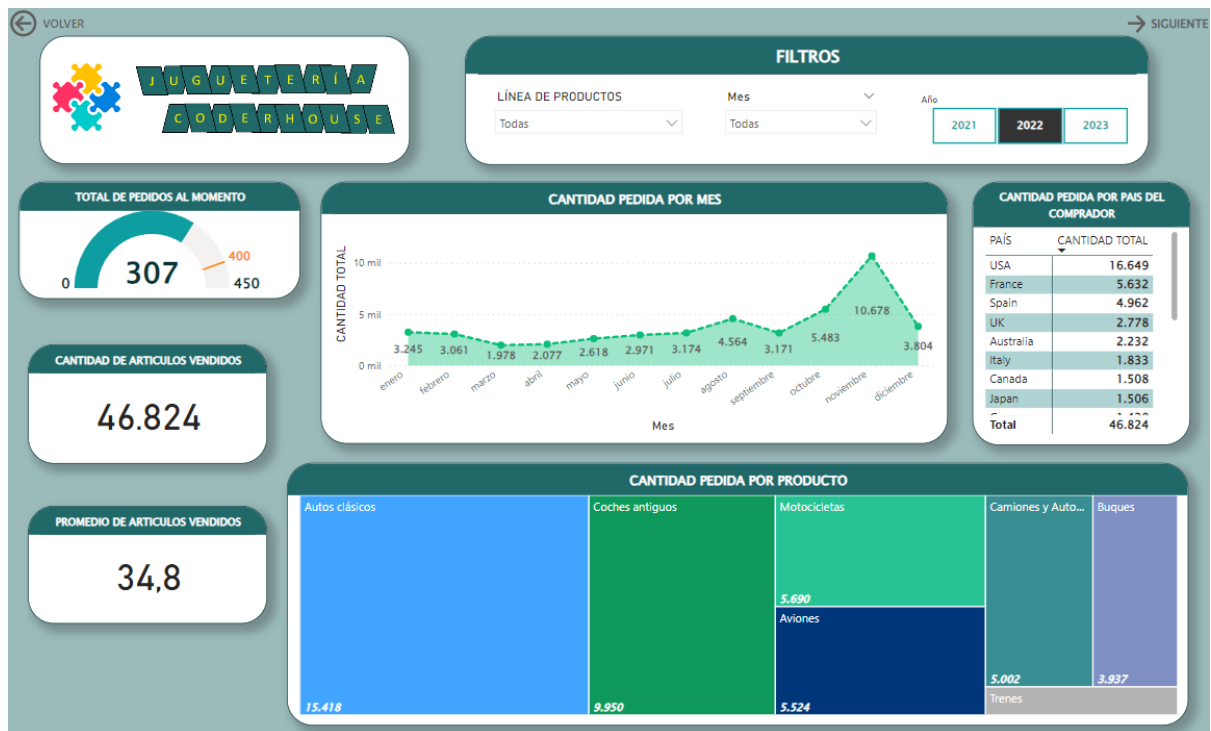 VOLVER
SIGUIENTE
JUGUETERÍA
CODERHOUSE
FILTROS
LÍNEA DE PRODUCTOS
Todas
Mes
Todas
Año
2021 2022 2023
TOTAL DE PEDIDOS AL MOMENTO
307
0
400
450
CANTIDAD DE ARTICULOS VENDIDOS
46.824
PROMEDIO DE ARTICULOS VENDIDOS
34,8
CANTIDAD PEDIDA POR MES
CANTIDAD TOTAL
10 mil
5 mil
0 mil
3.245 3.061 1.978 2.077 2.618 2.971 3.174 4.564 3.171 5.483 10.678 3.804
enero febrero marzo abril mayo junio julio agosto septiembre octubre noviembre diciembre
Mes
CANTIDAD PEDIDA POR PAIS DEL
COMPRADOR
PAÍS CANTIDAD TOTAL
USA 16.649
France 5.632
Spain 4.962
UK 2.778
Australia 2.232
Italy 1.833
Canada 1.508
Japan 1.506
Total 46.824
CANTIDAD PEDIDA POR PRODUCTO
Autos clásicos
15.418
Coches antiguos
9.950
Motocicletas
5.690
Aviones
5.524
Camiones y Auto...
5.002
Buques
3.937
Trenes